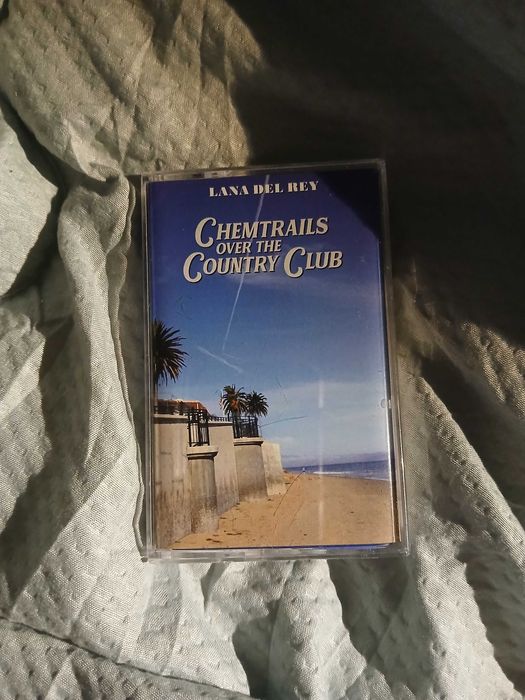 LANA DEL REY
CHEMTRAILS
OVER THE
COUNTRY CLUB